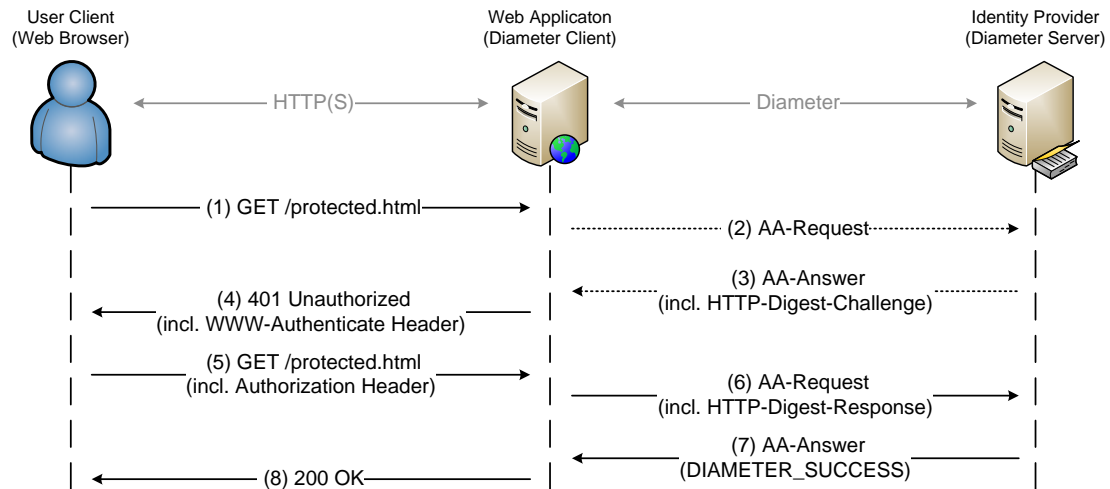 User Client
(Web Browser)
Web Applicaton
(Diameter Client)
Identity Provider
(Diameter Server)
HTTP(S)
Diameter
(1) GET /protected.html
(2) AA-Request
(3) AA-Answer
(incl. HTTP-Digest-Challenge)
(4) 401 Unauthorized
(incl. WWW-Authenticate Header)
(5) GET /protected.html
(incl. Authorization Header)
(6) AA-Request
(incl. HTTP-Digest-Response)
(7) AA-Answer
(DIAMETER_SUCCESS)
(8) 200 OK